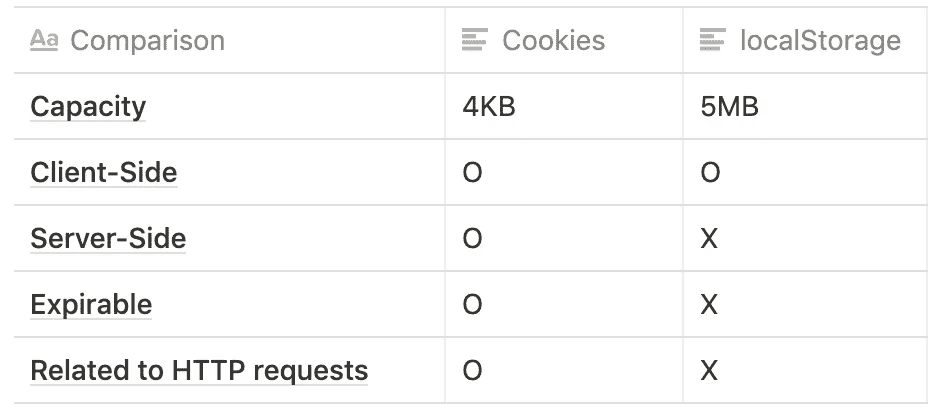 Aa Comparison Cookies localStorage
Capacity 4KB 5MB
Client-Side O O
Server-Side O X
Expirable O X
Related to HTTP requests O X